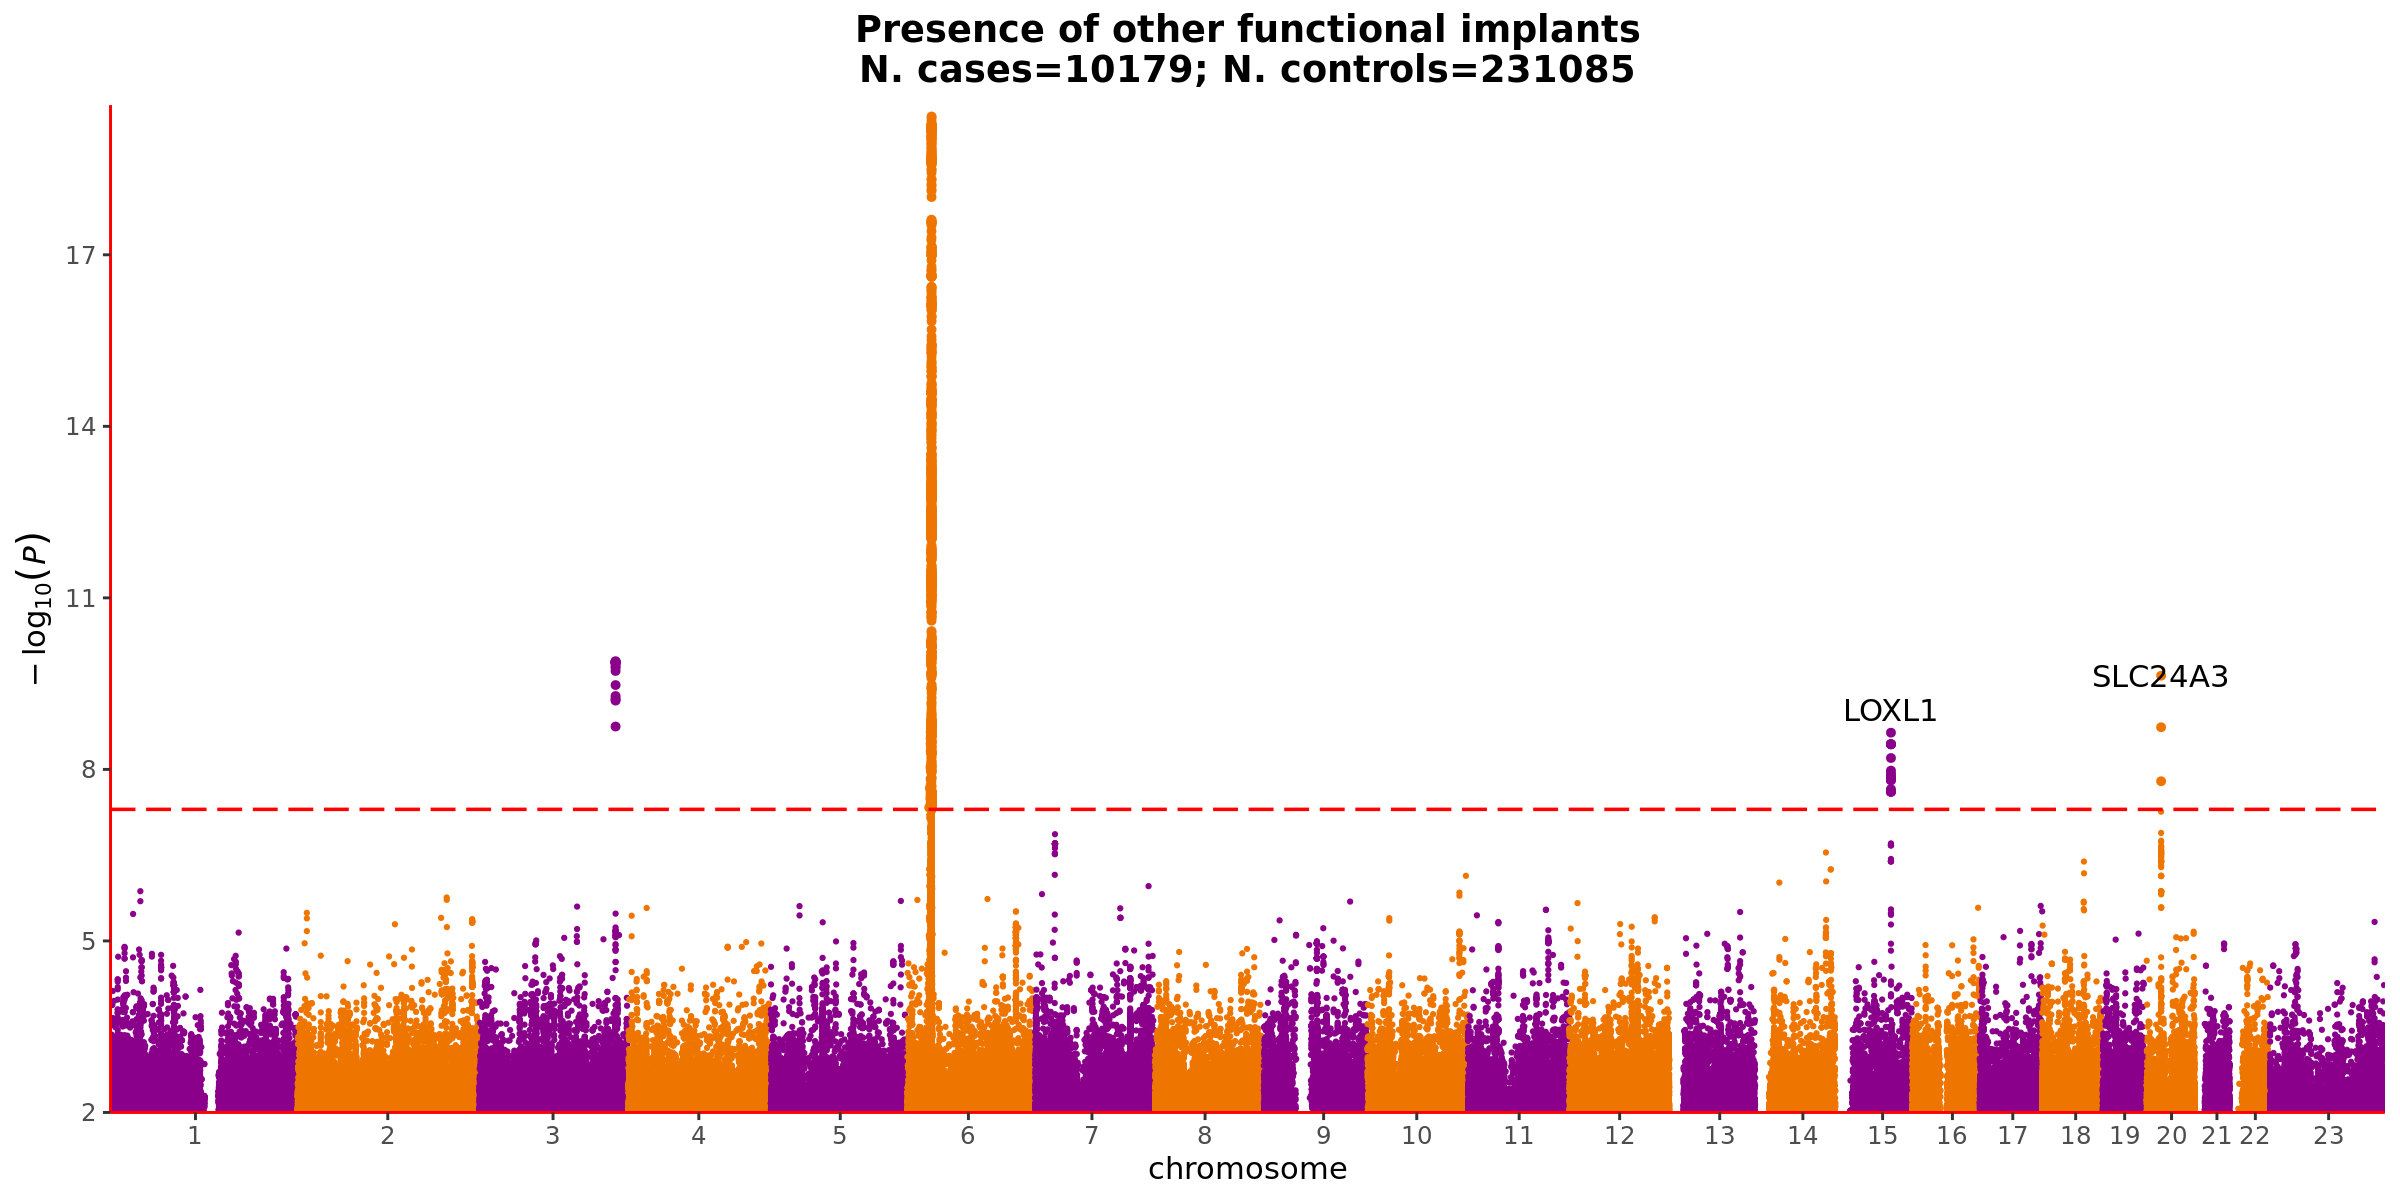 Presence of other functional implants
N. cases=10179; N. controls=231085
17
14
11
8
5
2
−log10(P)
SLC24A3
LOXL1
1 2 3 4 5 6 7 8 9 10 11 12 13 14 15 16 17 18 19 20 21 22 23
chromosome